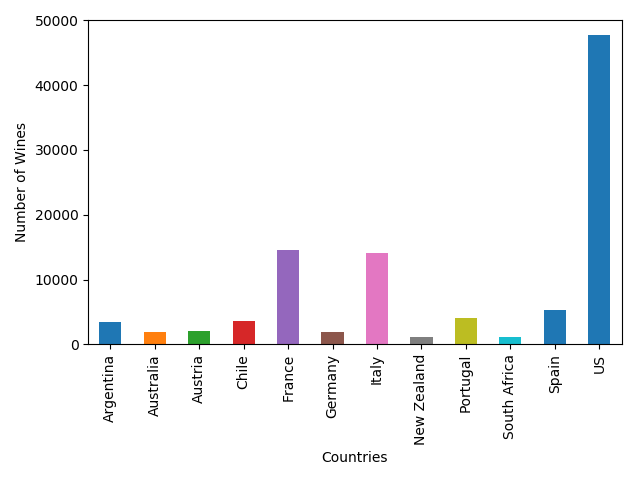 50000
40000
30000
20000
10000
0
Number of Wines
Argentina
Australia
Austria
Chile
France
Germany
Italy
New Zealand
Portugal
South Africa
Spain
US
Countries